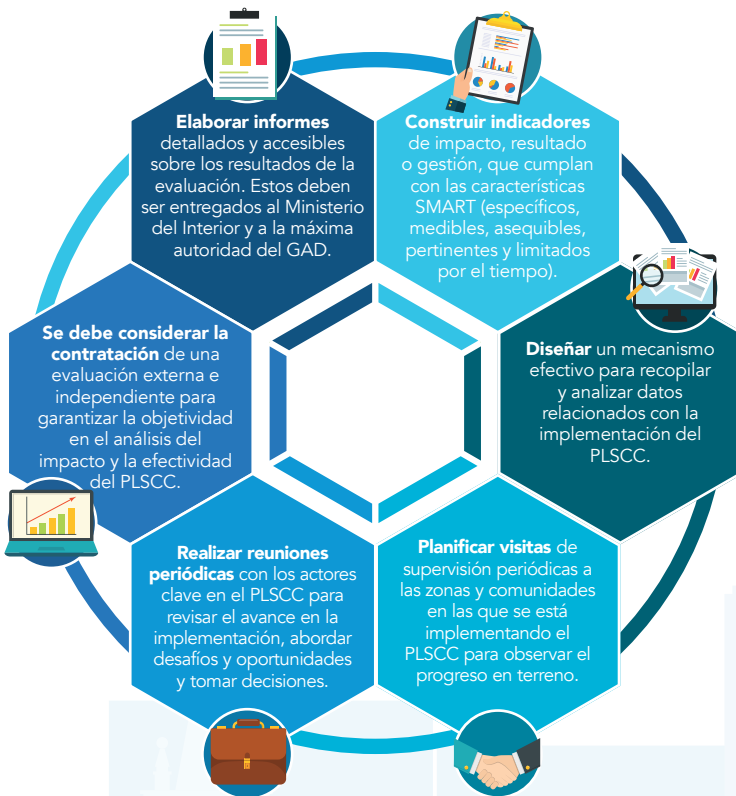 Elaborar informes
detallados y accesibles
sobre los resultados de la
evaluación. Estos deben
ser entregados al Ministerio
del Interior y a la máxima
autoridad del GAD.
Construir indicadores
de impacto, resultado
o gestión, que cumplan
con las características
SMART (específicos,
medibles, asequibles,
pertinentes y limitados
por el tiempo).
Diseñar un mecanismo
efectivo para recopilar
y analizar datos
relacionados con la
implementación del
PLSCC.
Planificar visitas de
supervisión periódicas a
las zonas y comunidades
en las que se está
implementando el
PLSCC para observar el
progreso en terreno.
Realizar reuniones
periódicas con los actores
clave en el PLSCC para
revisar el avance en la
implementación, abordar
desafíos y oportunidades
y tomar decisiones.
Se debe considerar la
contratación de una
evaluación externa e
independiente para
garantizar la objetividad
en el análisis del
impacto y la efectividad
del PLSCC.